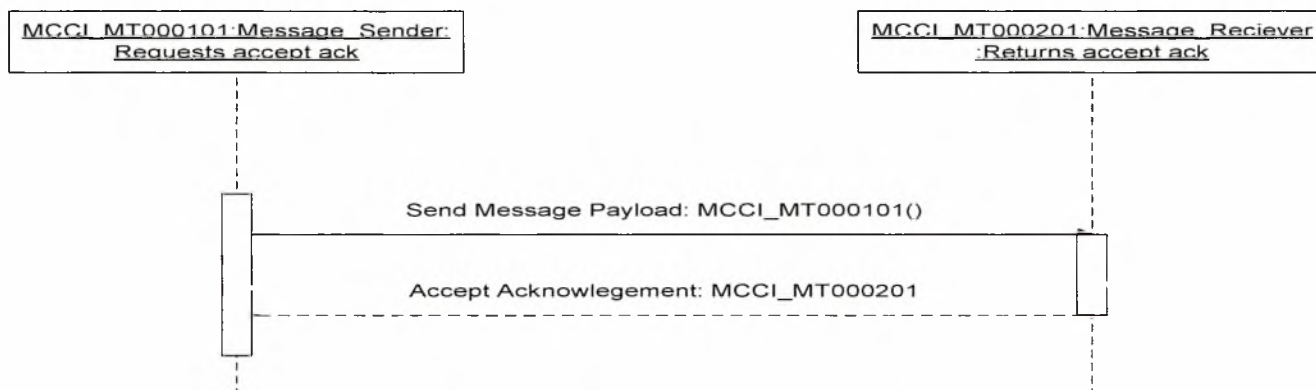 MCCI_MT000101:Message_Sender:
Requests accept ack
MCCI_MT000201:Message_Reciever
:Returns accept ack
Send Message Payload: MCCI_MT000101()
Accept Acknowlegement: MCCI_MT000201